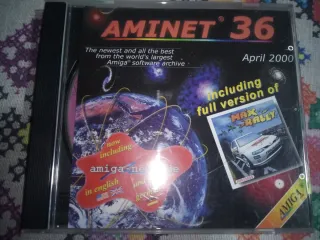 AMINET® 36
The newest and all the best
from the world's largest
Amiga® software archive
April 2000
including
full version of
MAX
RALLY
now
including:
amiga-news
in english
AMIGA